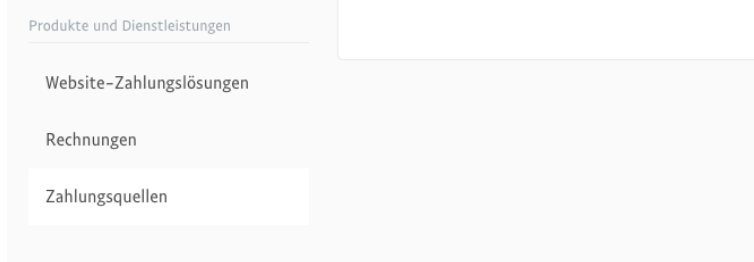 Produkte und Dienstleistungen
Website-Zahlungslösungen
Rechnungen
Zahlungsquellen